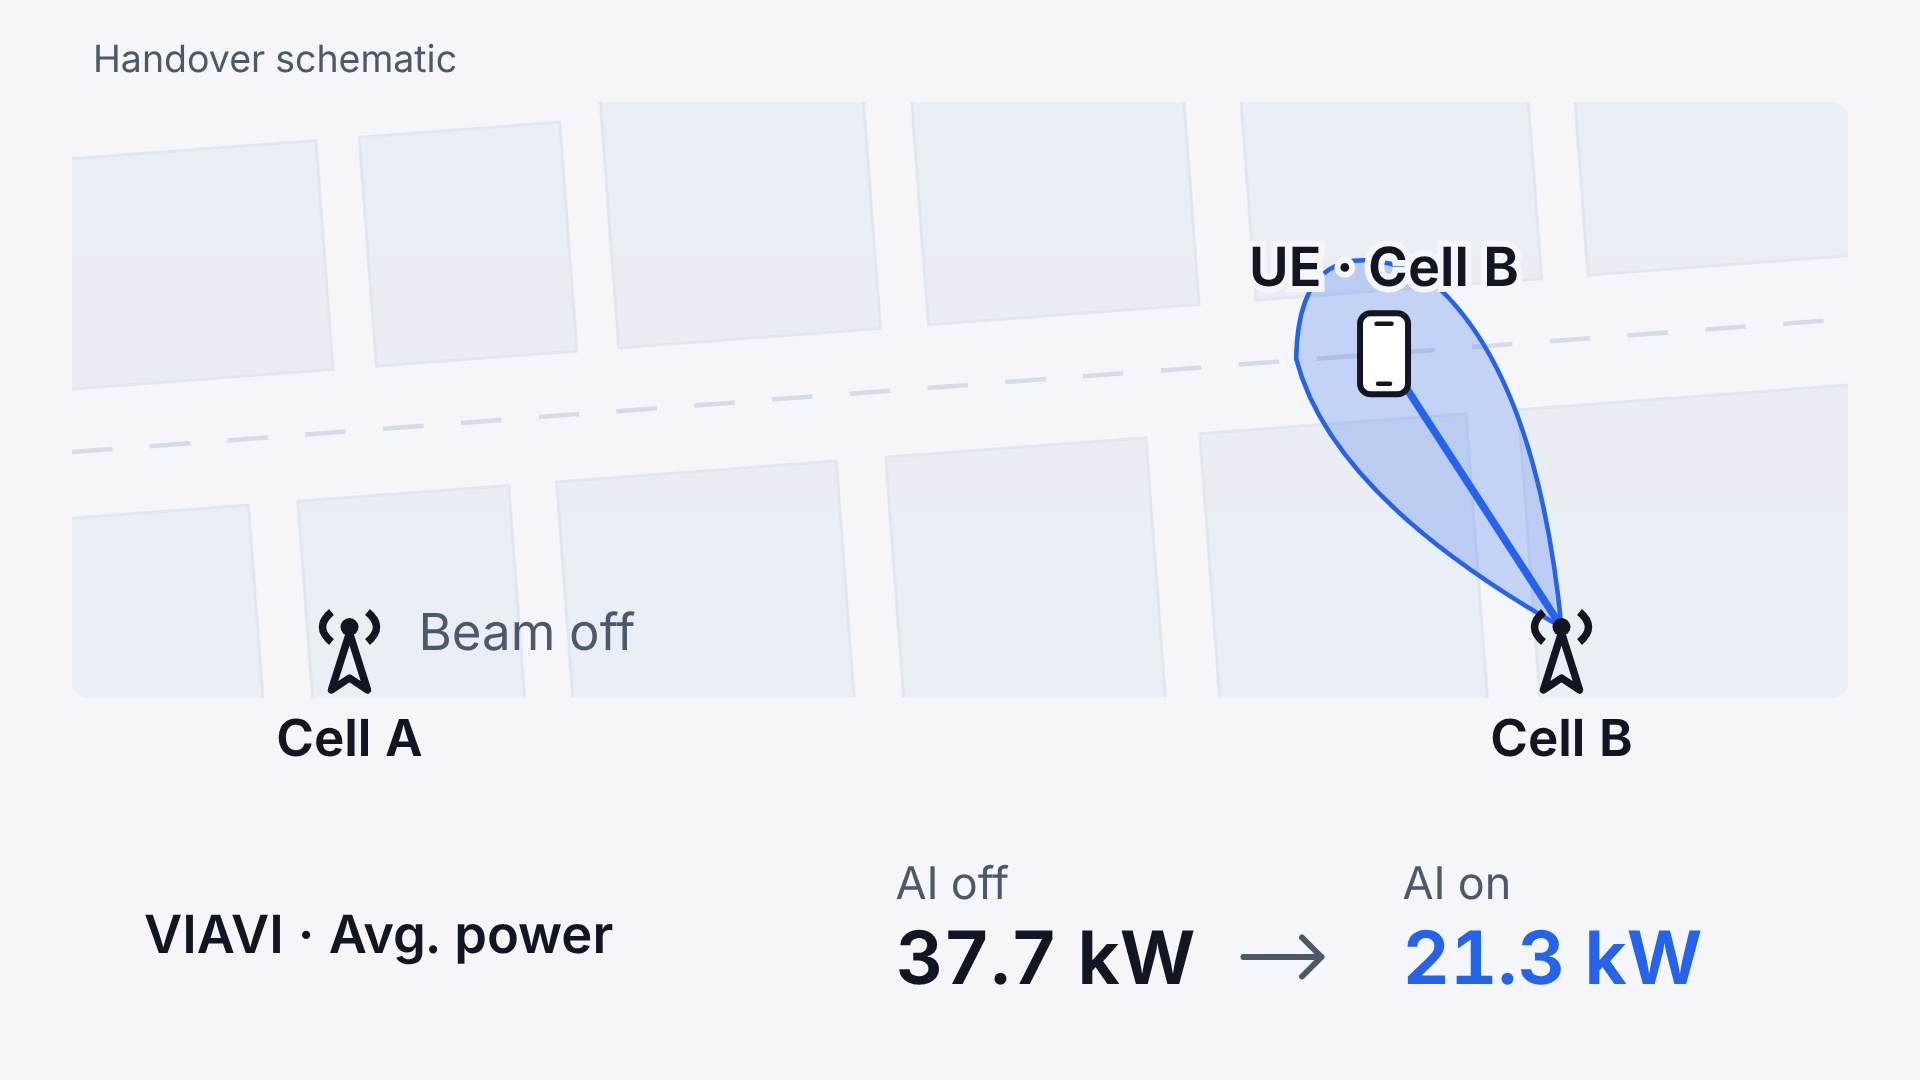 Handover schematic
UE · Cell B
Beam off
Cell A
Cell B
VIAVI · Avg. power
AI off
37.7 kW
AI on
21.3 kW